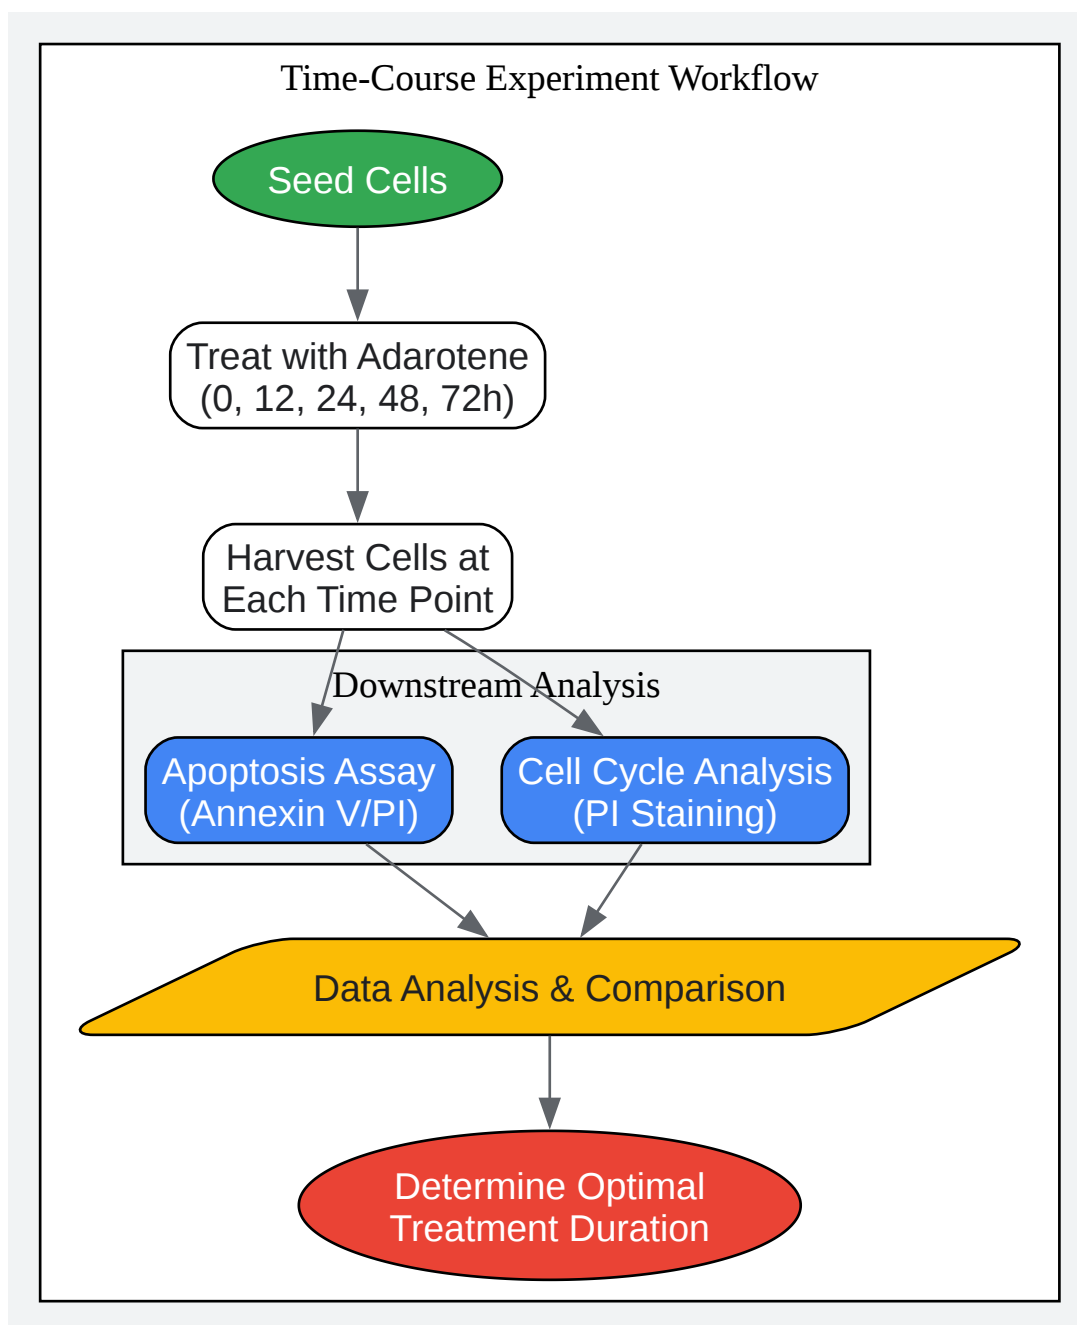 Time-Course Experiment Workflow
Seed Cells
Treat with Adarotene
(0, 12, 24, 48, 72h)
Harvest Cells at
Each Time Point
Downstream Analysis
Apoptosis Assay
(Annexin V/PI)
Cell Cycle Analysis
(PI Staining)
Data Analysis & Comparison
Determine Optimal
Treatment Duration